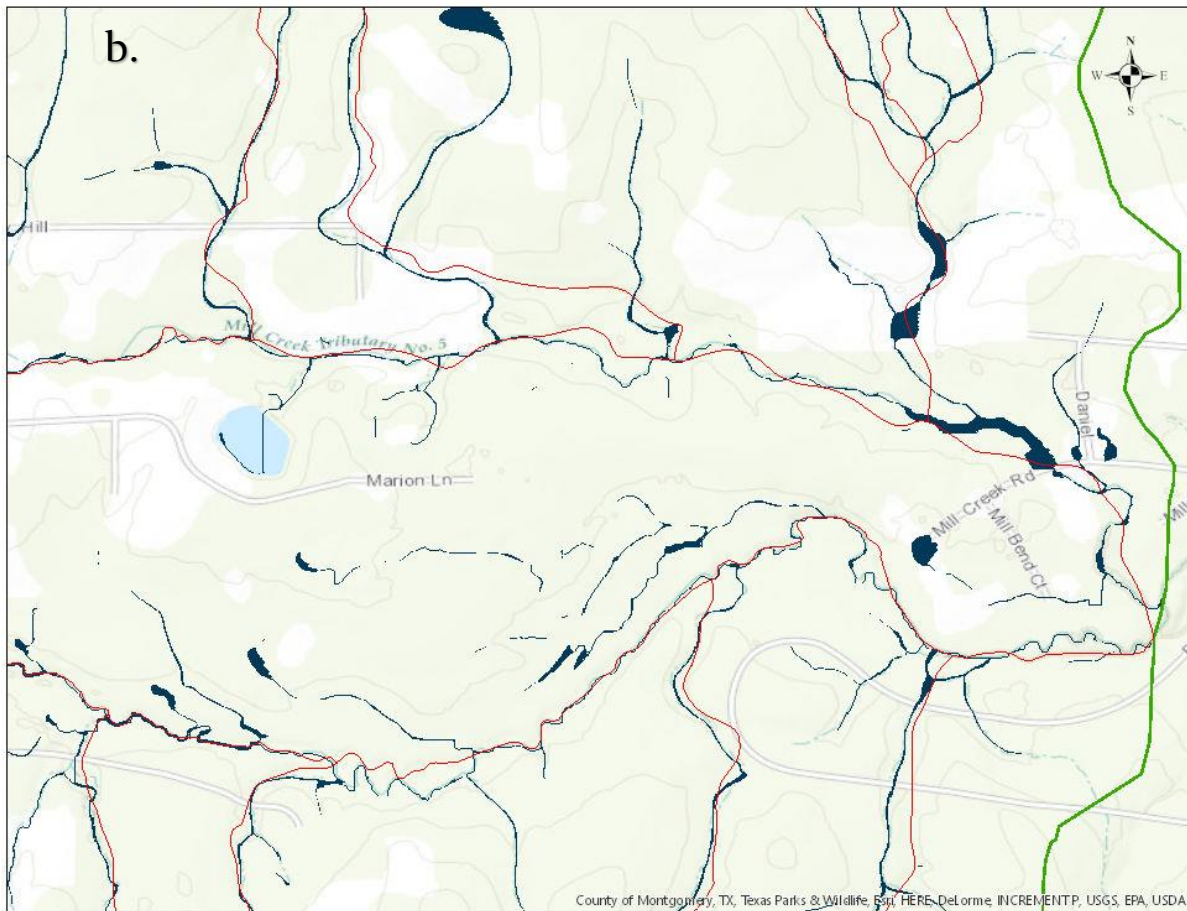 b.
N
W E
S
Hill
Mill Creek Tributary No. 5
Daniel
Marion Ln
Mill-Creek-Rd
Mill-Bend-Ct
County of Montgomery, TX, Texas Parks & Wildlife, Esri, HERE, DeLorme, INCREMENT P, USGS, EPA, USDA